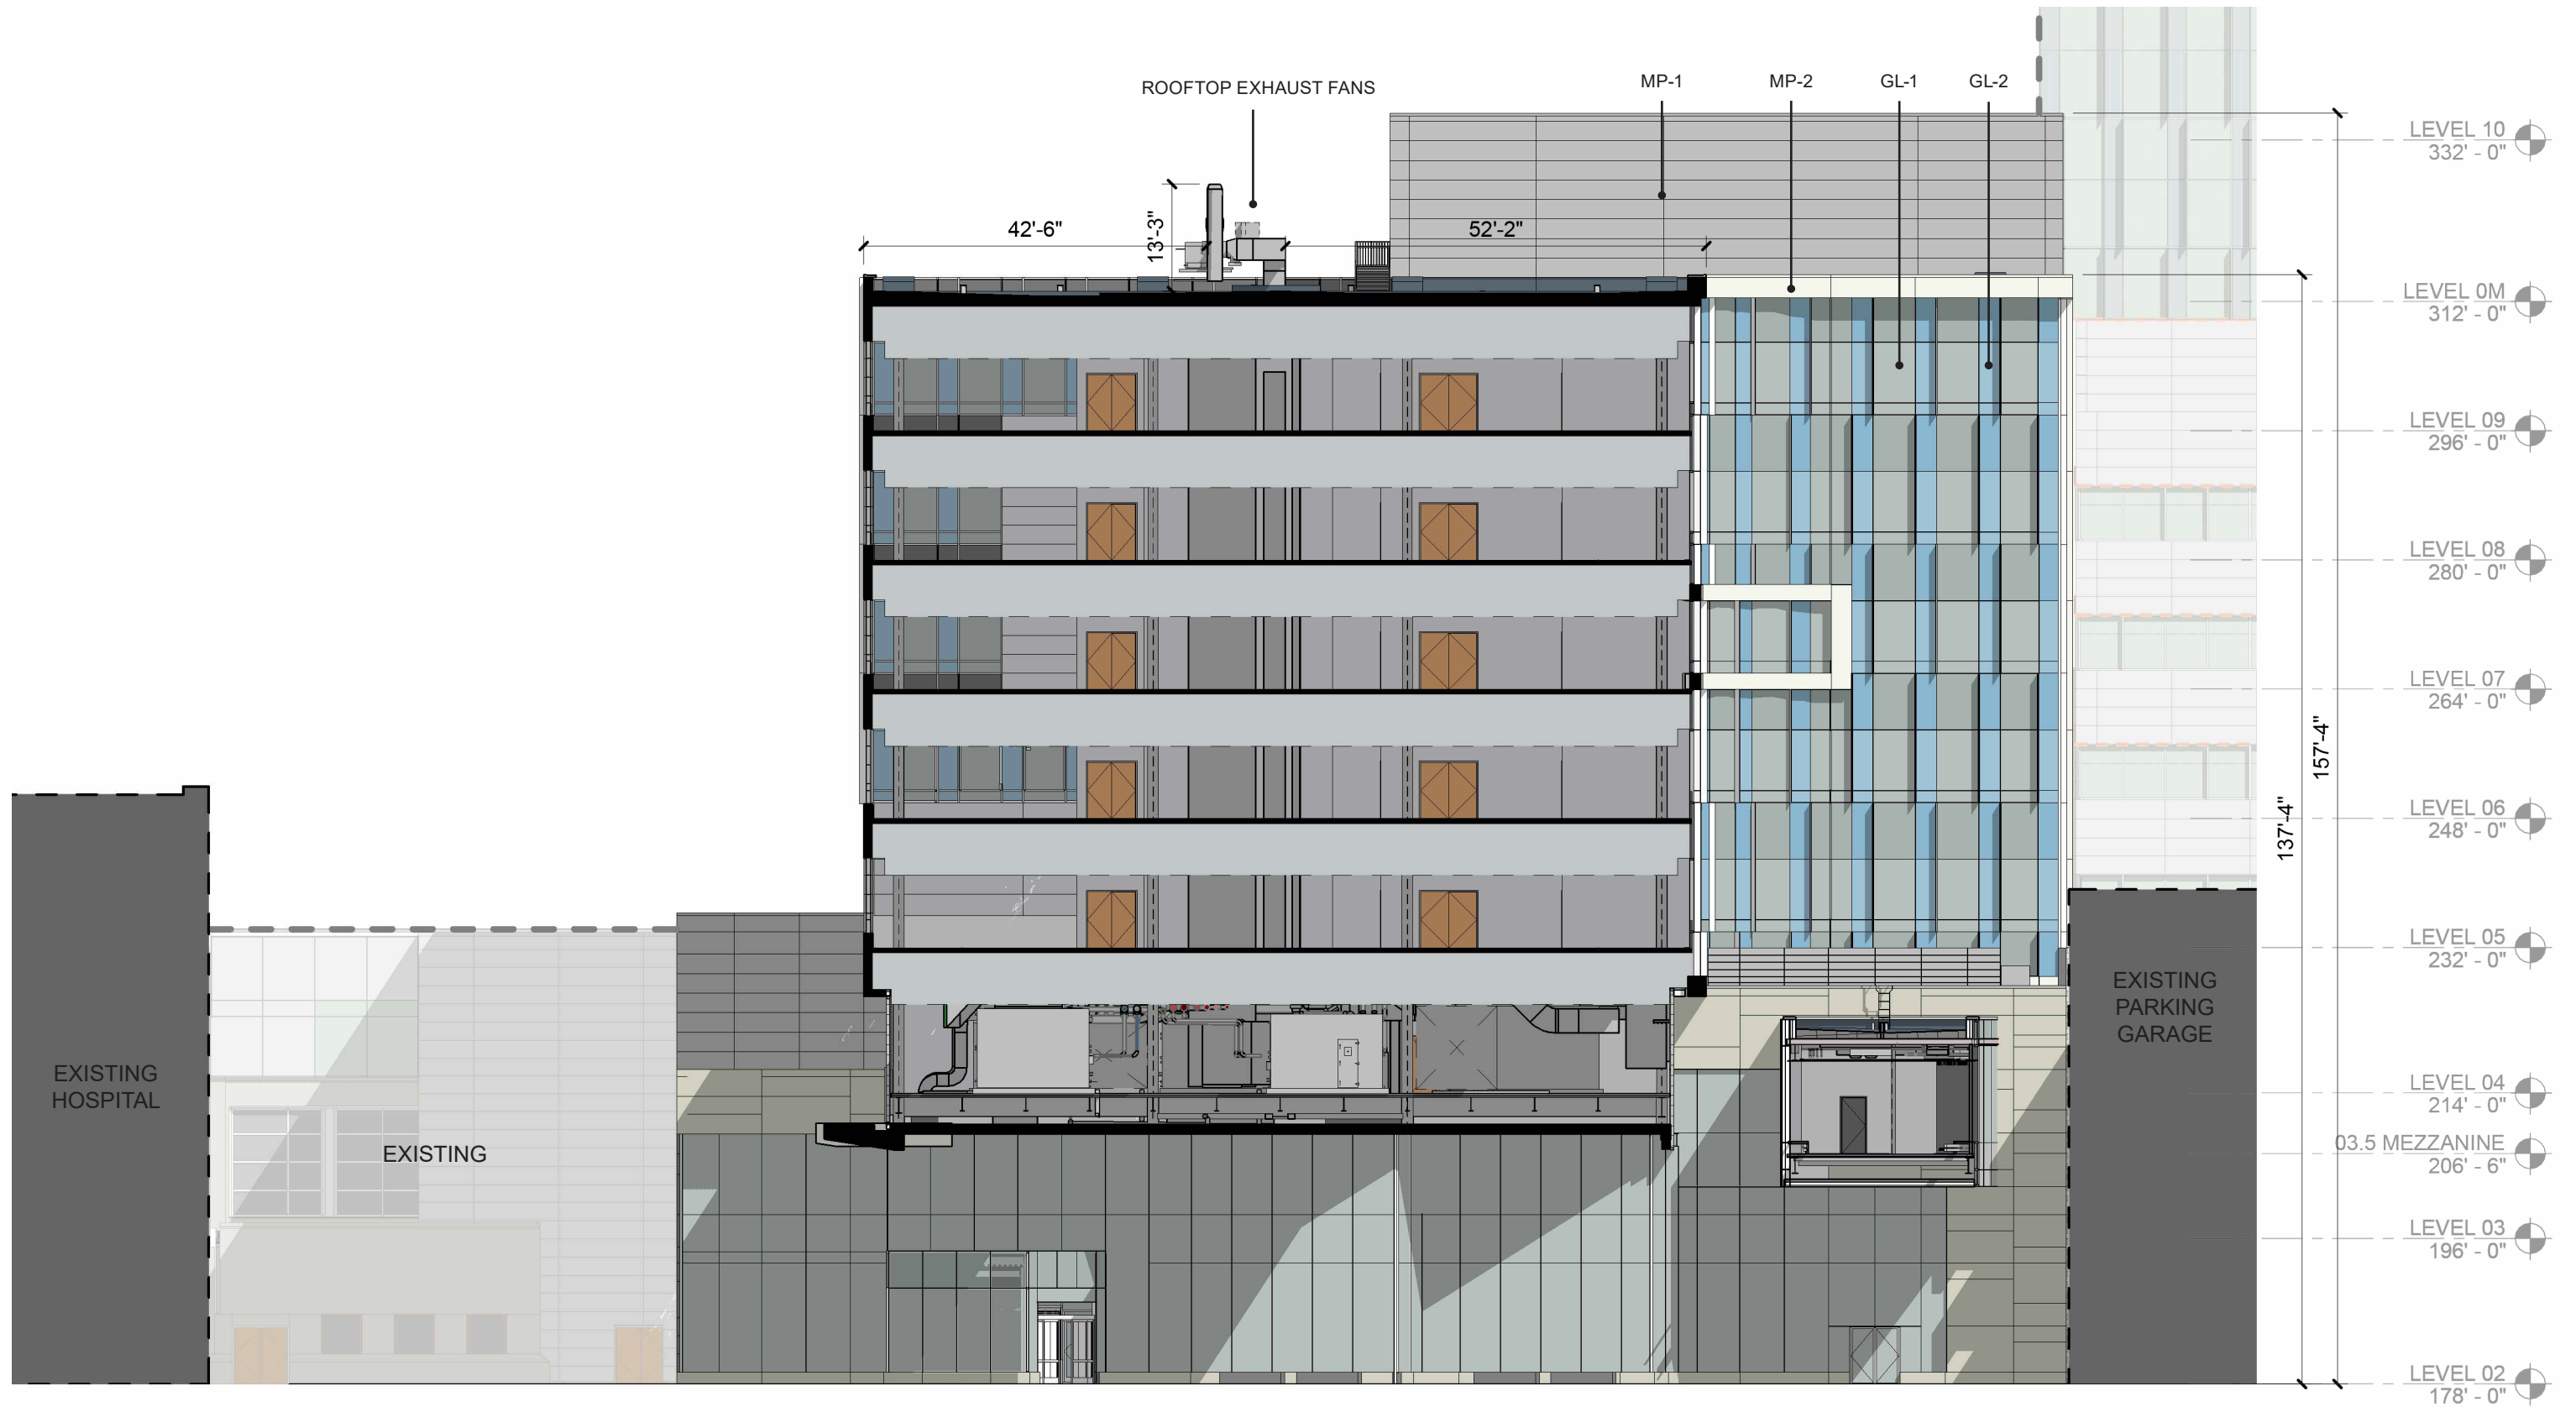 MP-1 MP-2 GL-1 GL-2
ROOFTOP EXHAUST FANS
LEVEL 10
332' - 0"
13'-3"
42'-6"
52'-2"
LEVEL 0M
312' - 0"
LEVEL 09
296' - 0"
LEVEL 08
280' - 0"
LEVEL 07
264' - 0"
157'-4"
137'-4"
LEVEL 06
248' - 0"
LEVEL 05
232' - 0"
EXISTING
PARKING
GARAGE
EXISTING
HOSPITAL
LEVEL 04
214' - 0"
EXISTING
03.5 MEZZANINE
206' - 6"
LEVEL 03
196' - 0"
LEVEL 02
178' - 0"